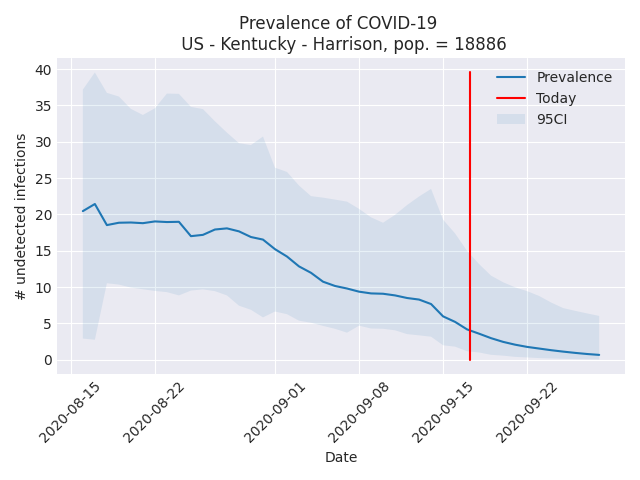 Prevalence of COVID-19
US - Kentucky - Harrison, pop. = 18886
# undetected infections
40
35
30
25
20
15
10
5
0
Prevalence
Today
95CI
2020-08-15
2020-08-22
2020-09-01
2020-09-08
2020-09-15
2020-09-22
Date